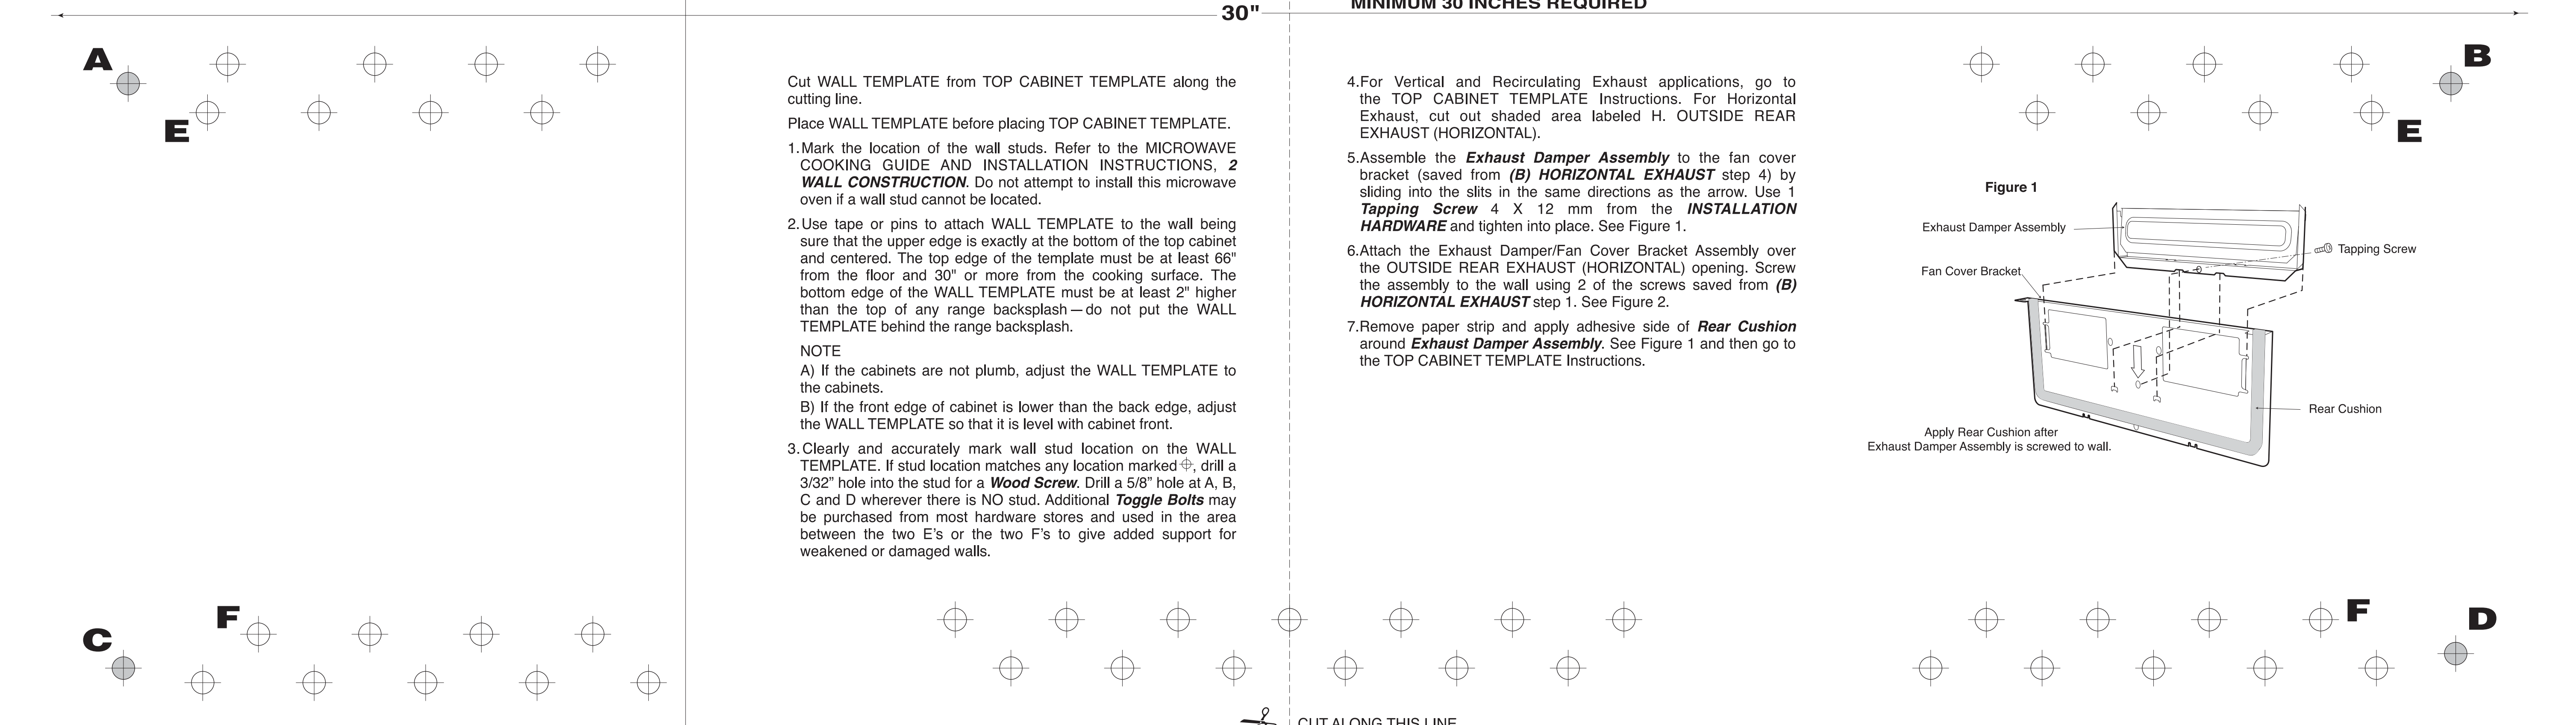 30"
MINIMUM 30 INCHES REQUIRED
A
E
Cut WALL TEMPLATE from TOP CABINET TEMPLATE along the
cutting line.
Place WALL TEMPLATE before placing TOP CABINET TEMPLATE.
1.Mark the location of the wall studs. Refer to the MICROWAVE
COOKING GUIDE AND INSTALLATION INSTRUCTIONS, 2
WALL CONSTRUCTION. Do not attempt to install this microwave
oven if a wall stud cannot be located.
2.Use tape or pins to attach WALL TEMPLATE to the wall being
sure that the upper edge is exactly at the bottom of the top cabinet
and centered. The top edge of the template must be at least 66"
from the floor and 30" or more from the cooking surface. The
bottom edge of the WALL TEMPLATE must be at least 2" higher
than the top of any range backsplash—do not put the WALL
TEMPLATE behind the range backsplash.
NOTE
A) If the cabinets are not plumb, adjust the WALL TEMPLATE to
the cabinets.
B) If the front edge of cabinet is lower than the back edge, adjust
the WALL TEMPLATE so that it is level with cabinet front.
3.Clearly and accurately mark wall stud location on the WALL
TEMPLATE. If stud location matches any location marked ⌖, drill a
3/32” hole into the stud for a Wood Screw. Drill a 5/8” hole at A, B,
C and D wherever there is NO stud. Additional Toggle Bolts may
be purchased from most hardware stores and used in the area
between the two E's or the two F's to give added support for
weakened or damaged walls.
4.For Vertical and Recirculating Exhaust applications, go to
the TOP CABINET TEMPLATE Instructions. For Horizontal
Exhaust, cut out shaded area labeled H. OUTSIDE REAR
EXHAUST (HORIZONTAL).
5.Assemble the Exhaust Damper Assembly to the fan cover
bracket (saved from (B) HORIZONTAL EXHAUST step 4) by
sliding into the slits in the same directions as the arrow. Use 1
Tapping Screw 4 X 12 mm from the INSTALLATION
HARDWARE and tighten into place. See Figure 1.
6.Attach the Exhaust Damper/Fan Cover Bracket Assembly over
the OUTSIDE REAR EXHAUST (HORIZONTAL) opening. Screw
the assembly to the wall using 2 of the screws saved from (B)
HORIZONTAL EXHAUST step 1. See Figure 2.
7.Remove paper strip and apply adhesive side of Rear Cushion
around Exhaust Damper Assembly. See Figure 1 and then go to
the TOP CABINET TEMPLATE Instructions.
B
E
Figure 1
Exhaust Damper Assembly
Tapping Screw
Fan Cover Bracket
Rear Cushion
Apply Rear Cushion after
Exhaust Damper Assembly is screwed to wall.
F
C
F
D
CUT ALONG THIS LINE